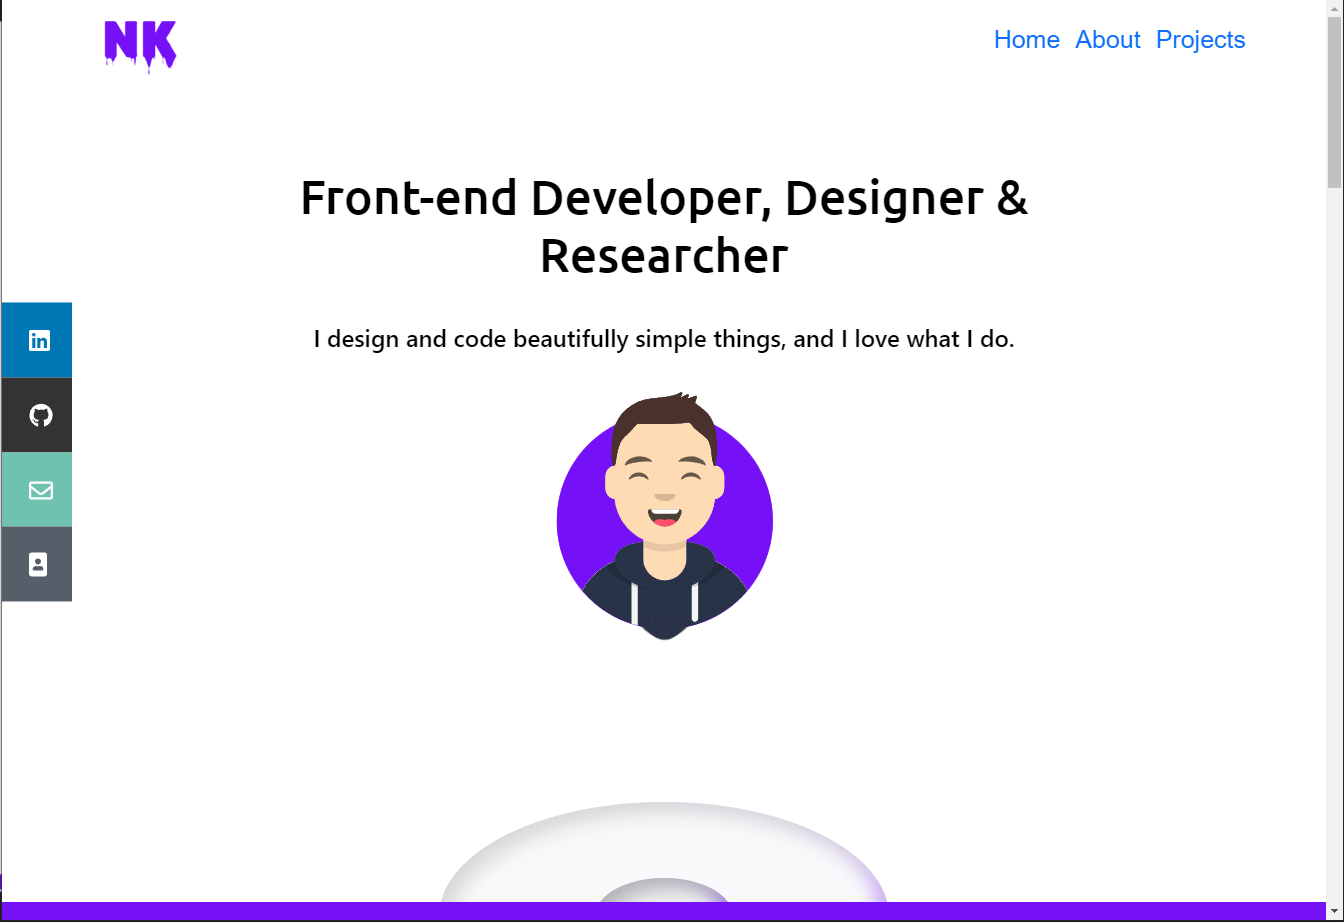 NK
Home About Projects
Front-end Developer, Designer &
Researcher
I design and code beautifully simple things, and I love what I do.
in